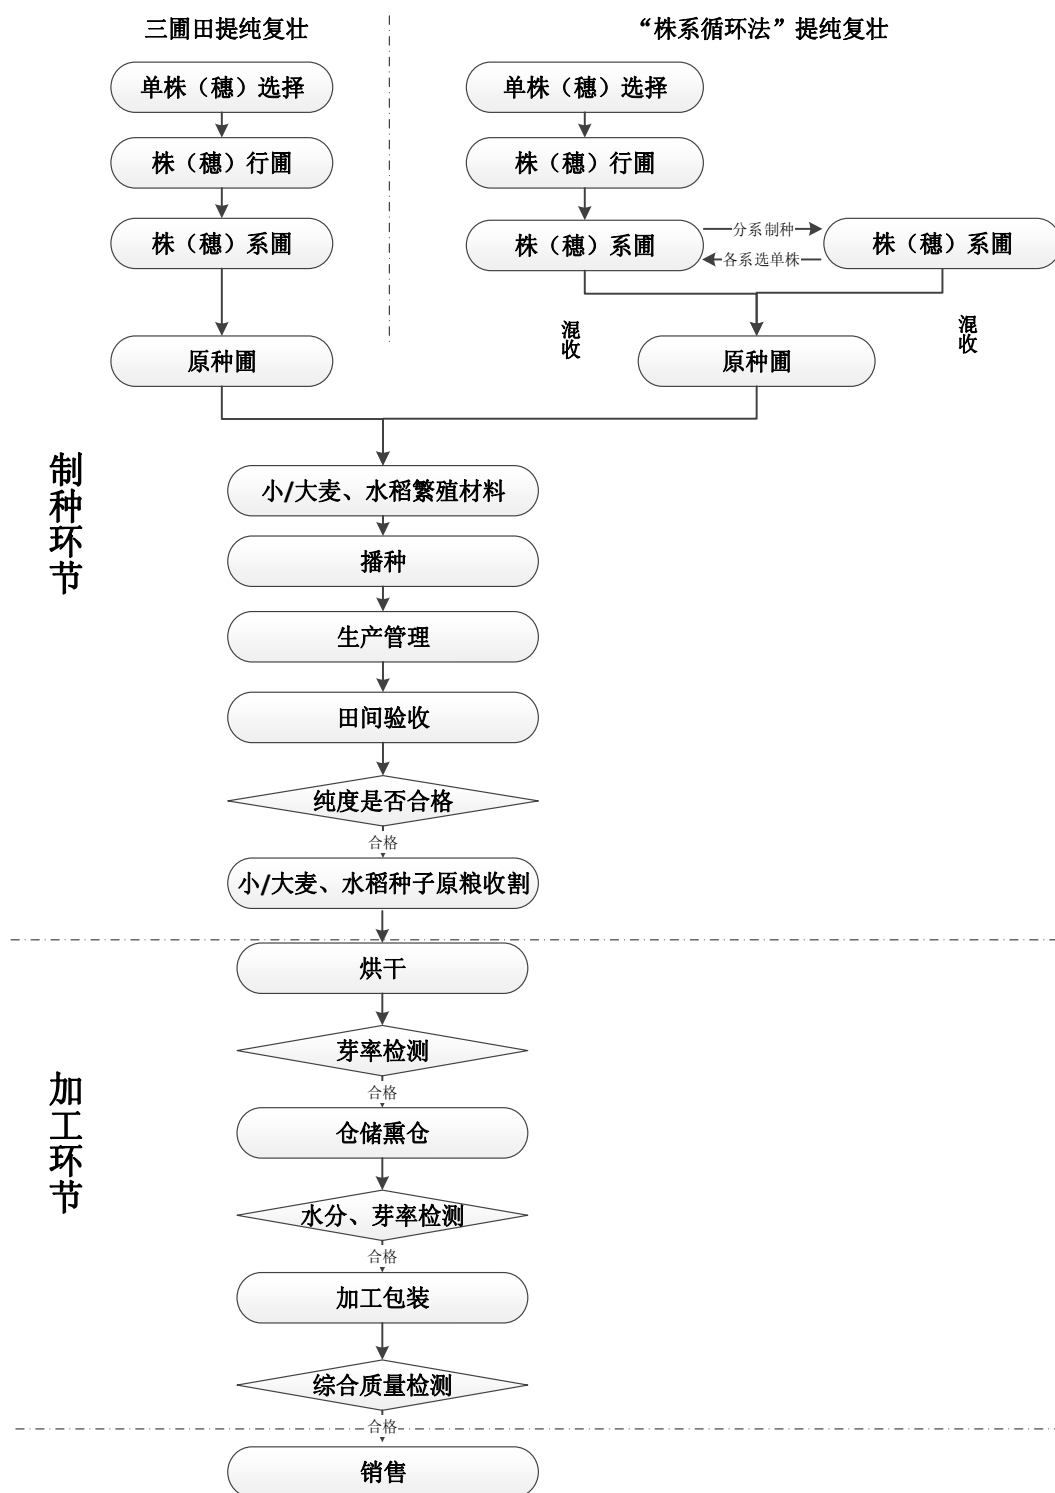 三圃田提纯复壮
“株系循环法”提纯复壮
单株（穗）选择
单株（穗）选择
株（穗）行圃
株（穗）行圃
株（穗）系圃
株（穗）系圃
分系制种
各系选单株
株（穗）系圃
混收
混收
原种圃
原种圃
制种环节
小/大麦、水稻繁殖材料
播种
生产管理
田间验收
纯度是否合格
合格
小/大麦、水稻种子原粮收割
加工环节
烘干
芽率检测
合格
仓储熏仓
水分、芽率检测
合格
加工包装
综合质量检测
合格
销售